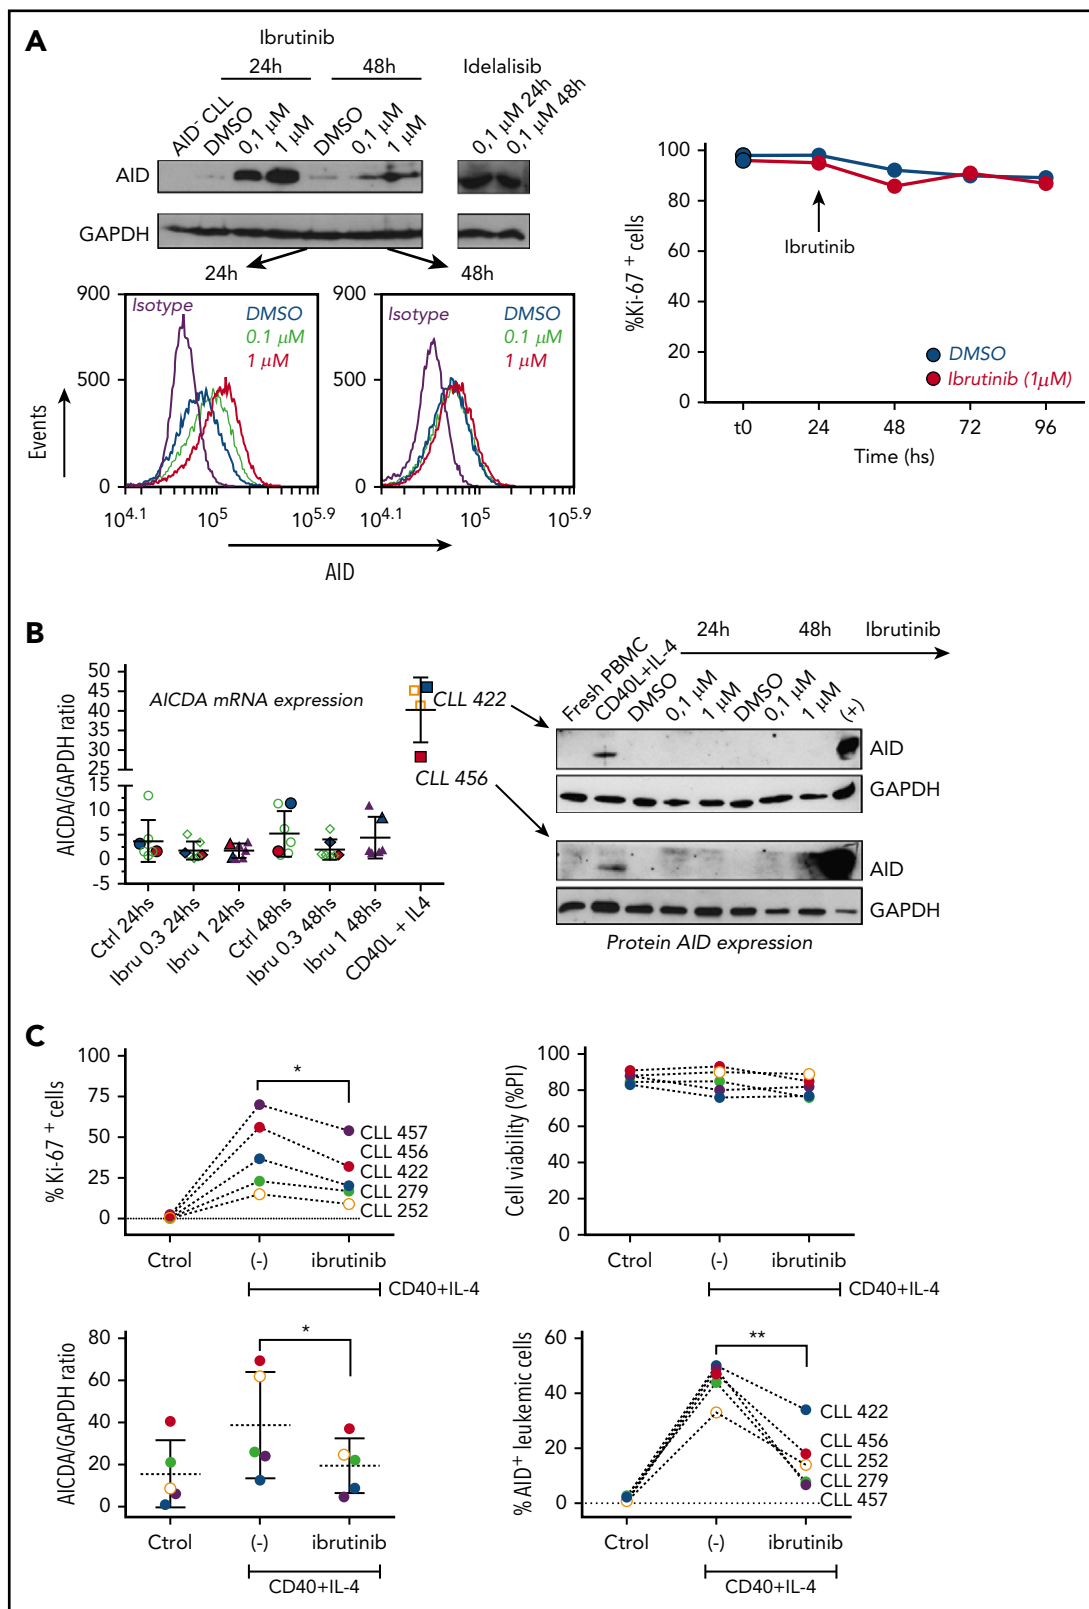 A
Ibrutinib
24h
48h
Idelalisib
AID- CLL
DMSO
0,1 μM
1 μM
DMSO
0,1 μM
1 μM
0,1 μM 24h
0,1 μM 48h
AID
GAPDH
24h
48h
900
500
0
Isotype
DMSO
0.1 μM
1 μM
10^4.1
10^5
10^5.9
900
500
0
Isotype
DMSO
0.1 μM
1 μM
10^4.1
10^5
10^5.9
Events
AID
%Ki-67 + cells
100
80
60
40
20
0
Ibrutinib
DMSO
Ibrutinib (1μM)
t0
24
48
72
96
Time (hs)
B
AICDA/GAPDH ratio
50
45
40
35
30
25
15
10
5
0
-5
AICDA mRNA expression
CLL 422
CLL 456
Ctrl 24hs
Ibru 0.3 24hs
Ibru 1 24hs
Ctrl 48hs
Ibru 0.3 48hs
Ibru 1 48hs
CD40L + IL4
24h
48h
Ibrutinib
Fresh PBMC
CD40L+IL-4
DMSO
0,1 μM
1 μM
DMSO
0,1 μM
1 μM
(+)
AID
GAPDH
AID
GAPDH
Protein AID expression
C
% Ki-67 + cells
100
75
50
25
0
*
CLL 457
CLL 456
CLL 422
CLL 279
CLL 252
Ctrol
(-)
ibrutinib
CD40+IL-4
Cell viability (%PI)
100
80
60
40
20
0
Ctrol
(-)
ibrutinib
CD40+IL-4
AICDA/GAPDH ratio
80
60
40
20
0
*
Ctrol
(-)
ibrutinib
CD40+IL-4
% AID+ leukemic cells
60
40
20
0
**
CLL 422
CLL 456
CLL 252
CLL 279
CLL 457
Ctrol
(-)
ibrutinib
CD40+IL-4